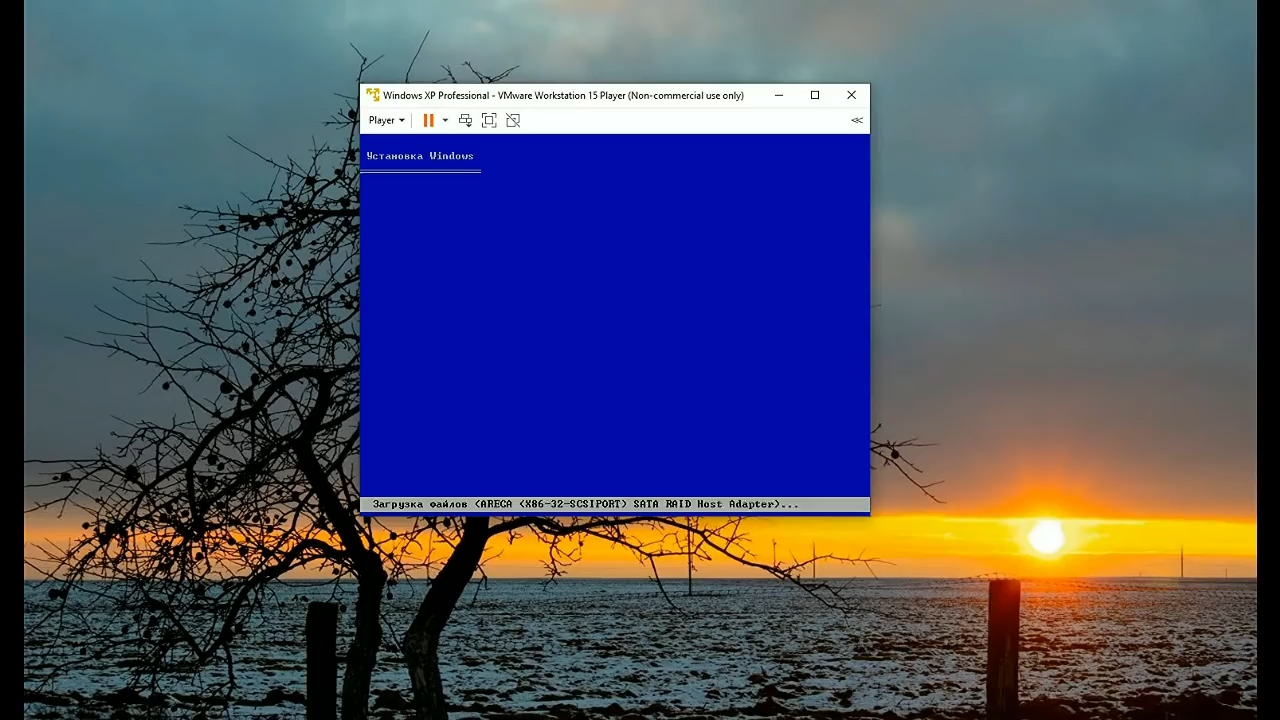 Windows XP Professional - VMware Workstation 15 Player (Non-commercial use only)
Player
Установка Windows
Загрузка файлов (ARECA (X86-32-SCSIPORT) SATA RAID Host Adapter)...